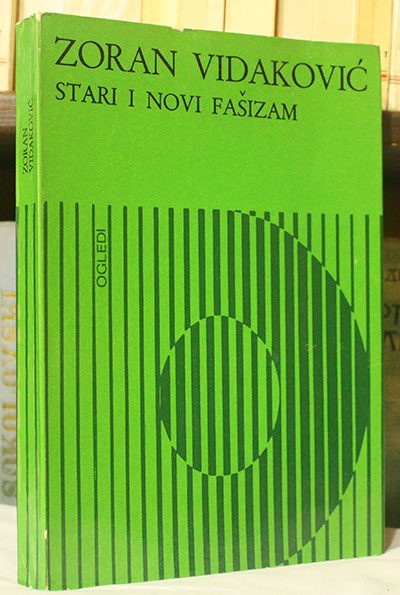 ZORAN VIDAKOVIĆ
STARI I NOVI FAŠIZAM
OGLEDI
ZORAN
VIDAKOVIĆ